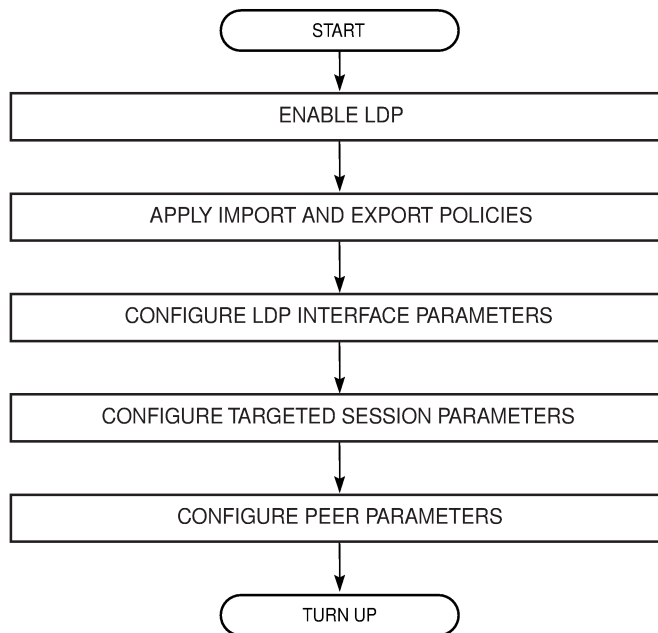 START
ENABLE LDP
APPLY IMPORT AND EXPORT POLICIES
CONFIGURE LDP INTERFACE PARAMETERS
CONFIGURE TARGETED SESSION PARAMETERS
CONFIGURE PEER PARAMETERS
TURN UP